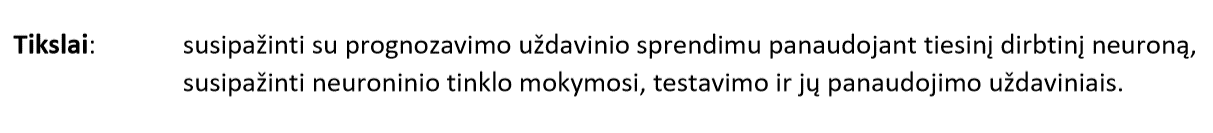 Tikslai: susipažinti su prognozavimo uždavinio sprendimu panaudojant tiesinį dirbtinį neuroną,
susipažinti neuroninio tinklo mokymosi, testavimo ir jų panaudojimo uždaviniais.